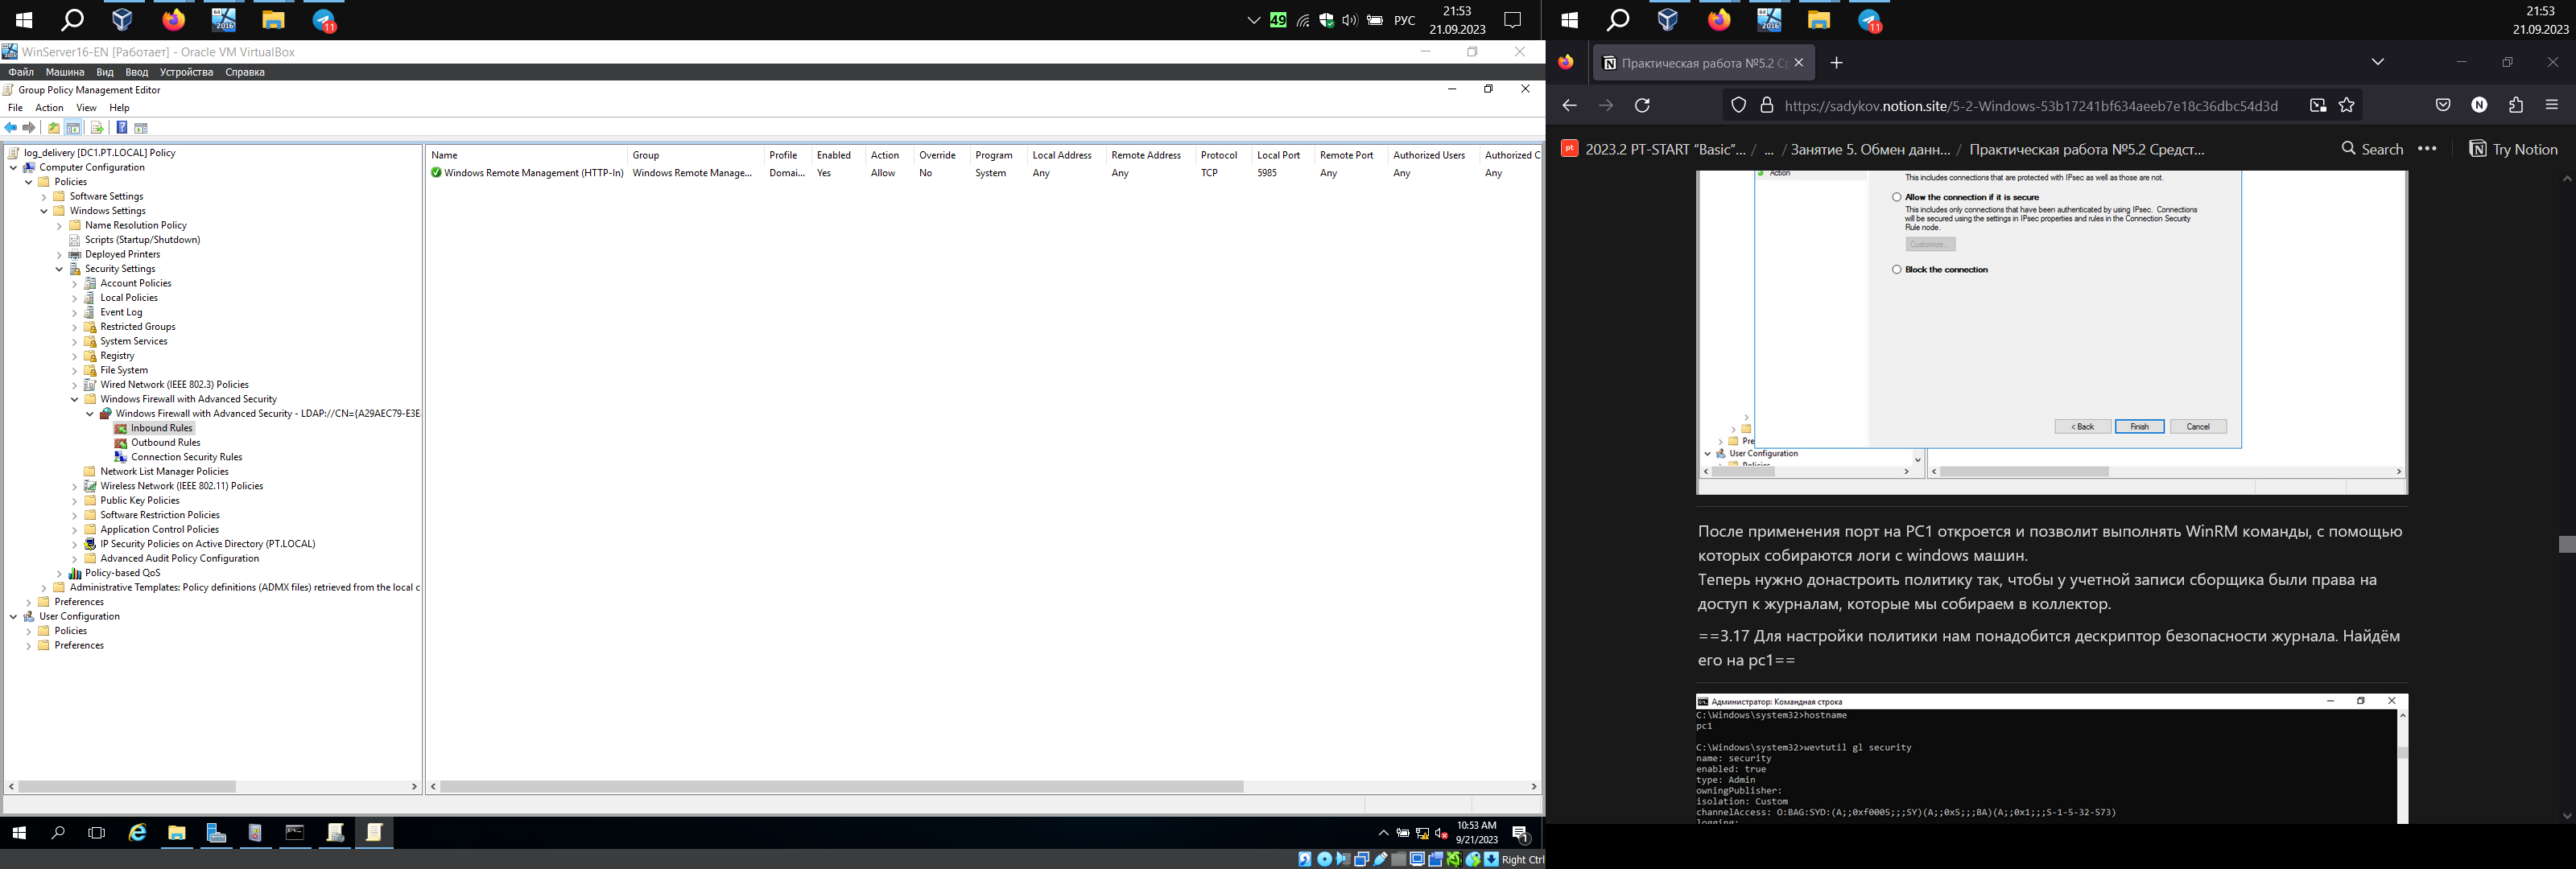 49
РУС
21:53
21.09.2023
11
WinServer16-EN [Работает] - Oracle VM VirtualBox
Файл Машина Вид Ввод Устройства Справка
Group Policy Management Editor
File Action View Help
log_delivery [DC1.PT.LOCAL] Policy
Computer Configuration
Policies
Software Settings
Windows Settings
Name Resolution Policy
Scripts (Startup/Shutdown)
Deployed Printers
Security Settings
Account Policies
Local Policies
Event Log
Restricted Groups
System Services
Registry
File System
Wired Network (IEEE 802.3) Policies
Windows Firewall with Advanced Security
Windows Firewall with Advanced Security - LDAP://CN={A29AEC79-E3E
Inbound Rules
Outbound Rules
Connection Security Rules
Network List Manager Policies
Wireless Network (IEEE 802.11) Policies
Public Key Policies
Software Restriction Policies
Application Control Policies
IP Security Policies on Active Directory (PT.LOCAL)
Advanced Audit Policy Configuration
Policy-based QoS
Administrative Templates: Policy definitions (ADMX files) retrieved from the local c
Preferences
User Configuration
Policies
Preferences
Name Group Profile Enabled Action Override Program Local Address Remote Address Protocol Local Port Remote Port Authorized Users Authorized C
Windows Remote Management (HTTP-In) Windows Remote Manage... Domai... Yes Allow No System Any Any TCP 5985 Any Any Any
10:53 AM
9/21/2023
1
Right Ctrl
11
21:53
21.09.2023
Практическая работа №5.2 Ср
https://sadykov.notion.site/5-2-Windows-53b17241bf634aeeb7e18c36dbc54d3d
pt 2023.2 PT-START “Basic”... / ... / Занятие 5. Обмен данн... / Практическая работа №5.2 Средст...
Search ••• Try Notion
Action
This includes connections that are protected with IPsec as well as those are not.
Allow the connection if it is secure
This includes only connections that have been authenticated by using IPsec. Connections
will be secured using the settings in IPsec properties and rules in the Connection Security
Rule node.
Customize...
Block the connection
< Back Finish Cancel
Pre
User Configuration
Policies
После применения порт на PC1 откроется и позволит выполнять WinRM команды, с помощью
которых собираются логи с windows машин.
Теперь нужно донастроить политику так, чтобы у учетной записи сборщика были права на
доступ к журналам, которые мы собираем в коллектор.
==3.17 Для настройки политики нам понадобится дескриптор безопасности журнала. Найдём
его на pc1==
Администратор: Командная строка
C:\Windows\system32>hostname
pc1
C:\Windows\system32>wevtutil gl security
name: security
enabled: true
type: Admin
owningPublisher:
isolation: Custom
channelAccess: O:BAG:SYD:(A;;0xf0005;;;SY)(A;;0x5;;;BA)(A;;0x1;;;S-1-5-32-573)
logging: